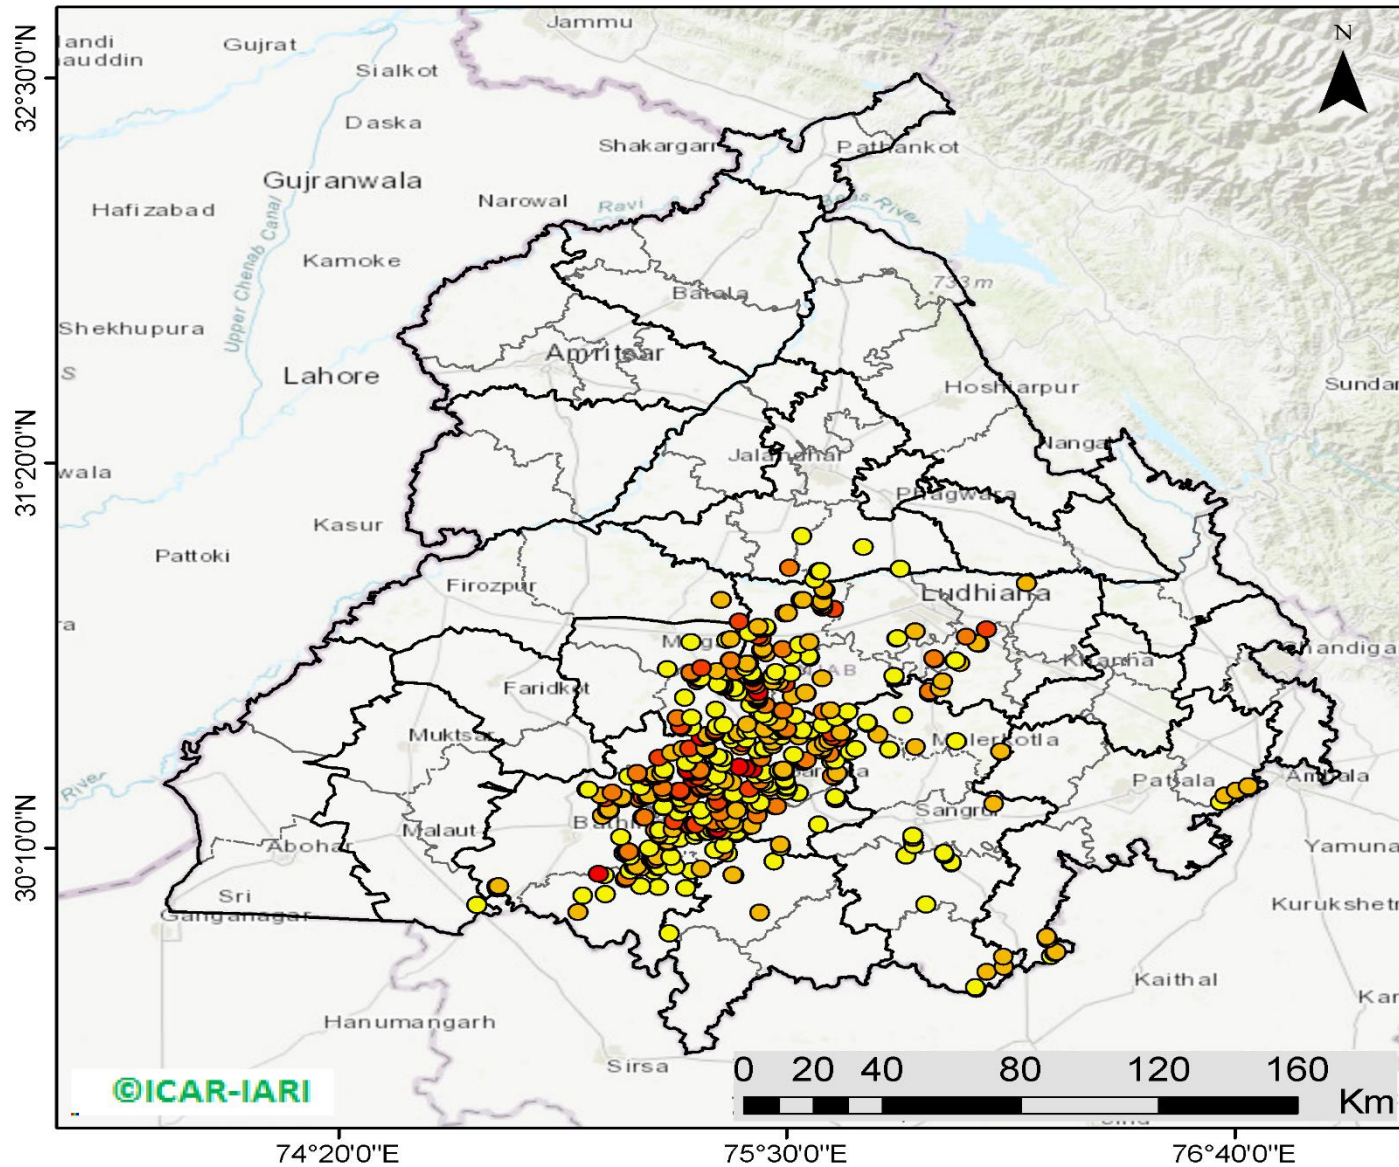 Jammu
Gujrat
Sialkot
32°30'0"N
Daska
Shakargarh
Pathankot
Gujranwala
Narowal
Hafizabad
Ravi
Beas River
Upper Chenab Canal
Kamoke
733 m
Batala
Shekhupura
Amritsar
Lahore
Hoshiarpur
Sundar
Jalandhar
Nangal
31°20'0"N
wala
Phagwara
Kasur
Pattoki
Firozpur
Ludhiana
Chandiga
Khanna
AB
Faridkot
Muktsar
Malerkotla
River
Patiala
Ambala
Sangrur
Malaut
30°10'0"N
Abohar
Yamuna
Sri
Ganganagar
Kurukshetr
Kaithal
Kar
Hanumangarh
Sirsa
0 20 40 80 120 160
Km
©ICAR-IARI
74°20'0"E
75°30'0"E
76°40'0"E
N